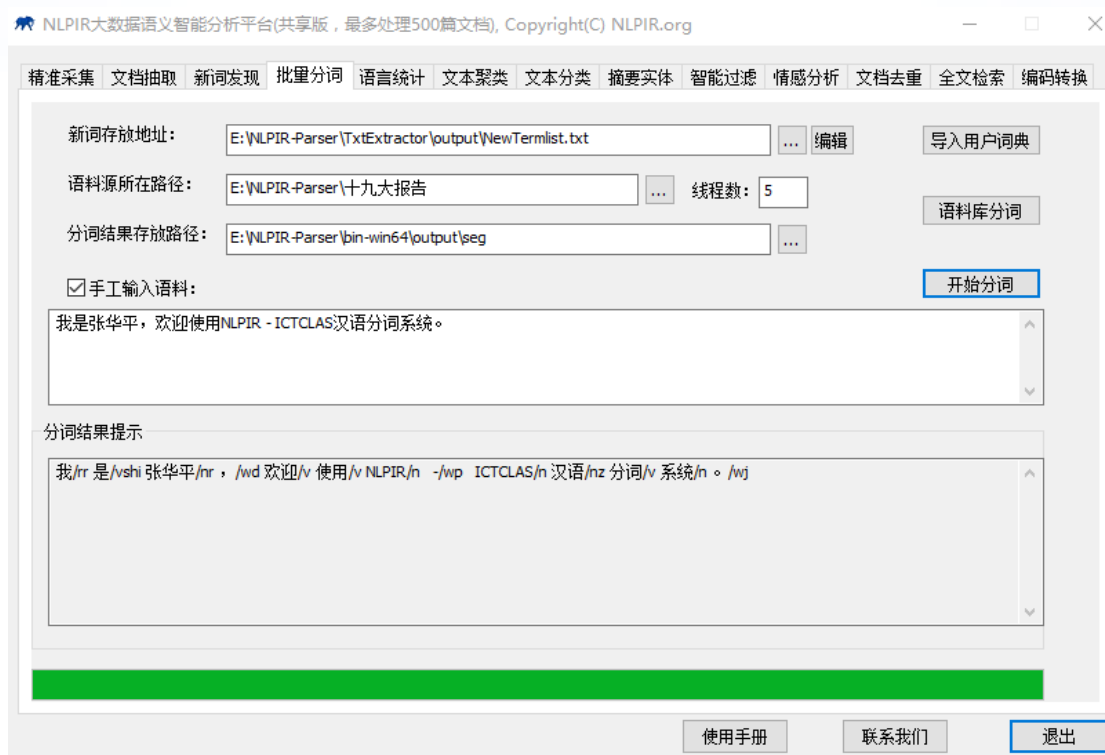 NLPIR大数据语义智能分析平台(共享版，最多处理500篇文档), Copyright(C) NLPIR.org
精准采集 文档抽取 新词发现 批量分词 语言统计 文本聚类 文本分类 摘要实体 智能过滤 情感分析 文档去重 全文检索 编码转换
新词存放地址： E:\NLPIR-Parser\TxtExtractor\output\NewTermlist.txt ... 编辑 导入用户词典
语料源所在路径： E:\NLPIR-Parser\十九大报告 ... 线程数： 5
语料库分词
分词结果存放路径： E:\NLPIR-Parser\bin-win64\output\seg ...
手工输入语料： 开始分词
我是张华平，欢迎使用NLPIR - ICTCLAS汉语分词系统。
分词结果提示
我/rr 是/vshi 张华平/nr ，/wd 欢迎/v 使用/v NLPIR/n -/wp ICTCLAS/n 汉语/nz 分词/v 系统/n 。/wj
使用手册 联系我们 退出